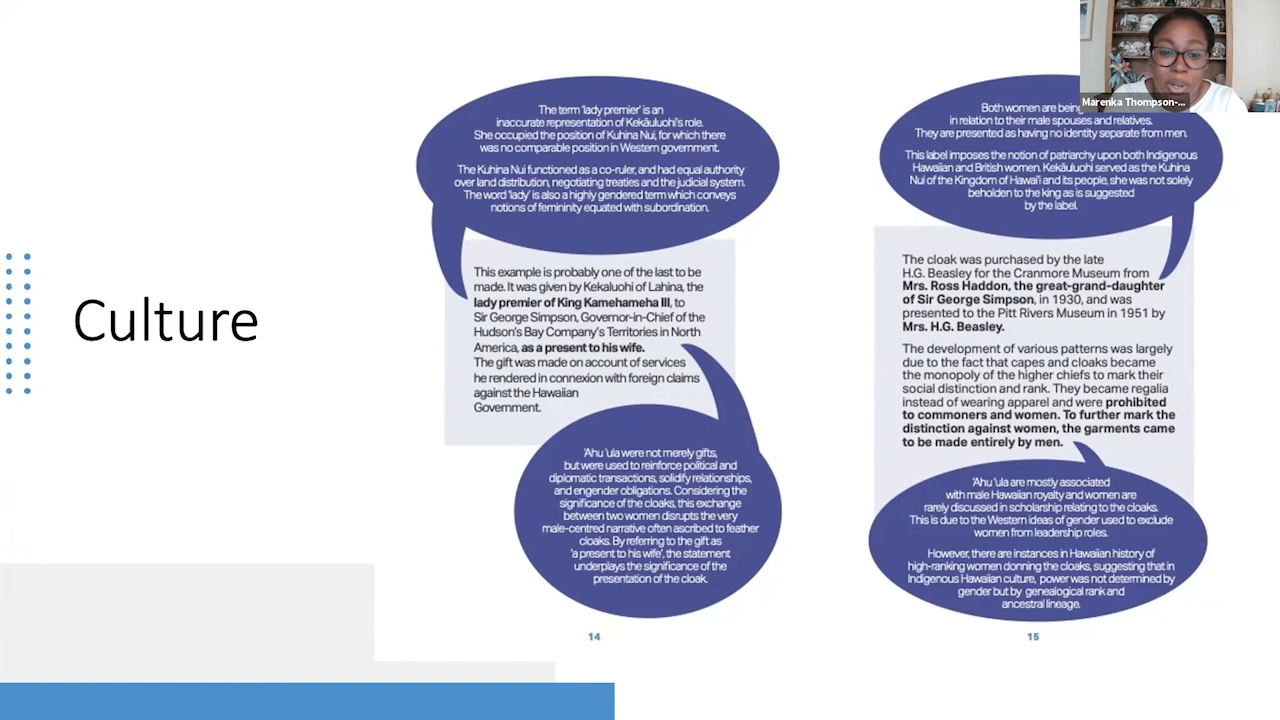 Culture
The term 'lady premier' is an
inaccurate representation of Kekāuluohi's role.
She occupied the position of Kuhina Nui, for which there
was no comparable position in Western government.
The Kuhina Nui functioned as a co-ruler, and had equal authority
over land distribution, negotiating treaties and the judicial system.
The word 'lady' is also a highly gendered term which conveys
notions of femininity equated with subordination.
This example is probably one of the last to be
made. It was given by Kekaluohi of Lahina, the
lady premier of King Kamehameha III, to
Sir George Simpson, Governor-in-Chief of the
Hudson's Bay Company's Territories in North
America, as a present to his wife.
The gift was made on account of services
he rendered in connexion with foreign claims
against the Hawaiian
Government.
'Ahu 'ula were not merely gifts,
but were used to reinforce political and
diplomatic transactions, solidify relationships,
and engender obligations. Considering the
significance of the cloaks, this exchange
between two women disrupts the very
male-centred narrative often ascribed to feather
cloaks. By referring to the gift as
'a present to his wife', the statement
underplays the significance of the
presentation of the cloak.
14
Both women are being
in relation to their male spouses and relatives.
They are presented as having no identity separate from men.
This label imposes the notion of patriarchy upon both Indigenous
Hawaiian and British women. Kekāuluohi served as the Kuhina
Nui of the Kingdom of Hawai'i and its people, she was not solely
beholden to the king as is suggested
by the label.
The cloak was purchased by the late
H.G. Beasley for the Cranmore Museum from
Mrs. Ross Haddon, the great-grand-daughter
of Sir George Simpson, in 1930, and was
presented to the Pitt Rivers Museum in 1951 by
Mrs. H.G. Beasley.
The development of various patterns was largely
due to the fact that capes and cloaks became
the monopoly of the higher chiefs to mark their
social distinction and rank. They became regalia
instead of wearing apparel and were prohibited
to commoners and women. To further mark the
distinction against women, the garments came
to be made entirely by men.
'Ahu 'ula are mostly associated
with male Hawaiian royalty and women are
rarely discussed in scholarship relating to the cloaks.
This is due to the Western ideas of gender used to exclude
women from leadership roles.
However, there are instances in Hawaiian history of
high-ranking women donning the cloaks, suggesting that in
Indigenous Hawaiian culture, power was not determined by
gender but by genealogical rank and
ancestral lineage.
15
Marenka Thompson-...